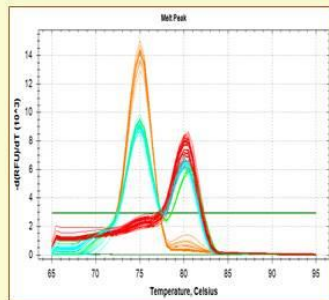 Melt Peak
14
12
10
8
6
4
2
0
-d(RFU)/dT (10^3)
65 70 75 80 85 90 95
Temperature, Celsius